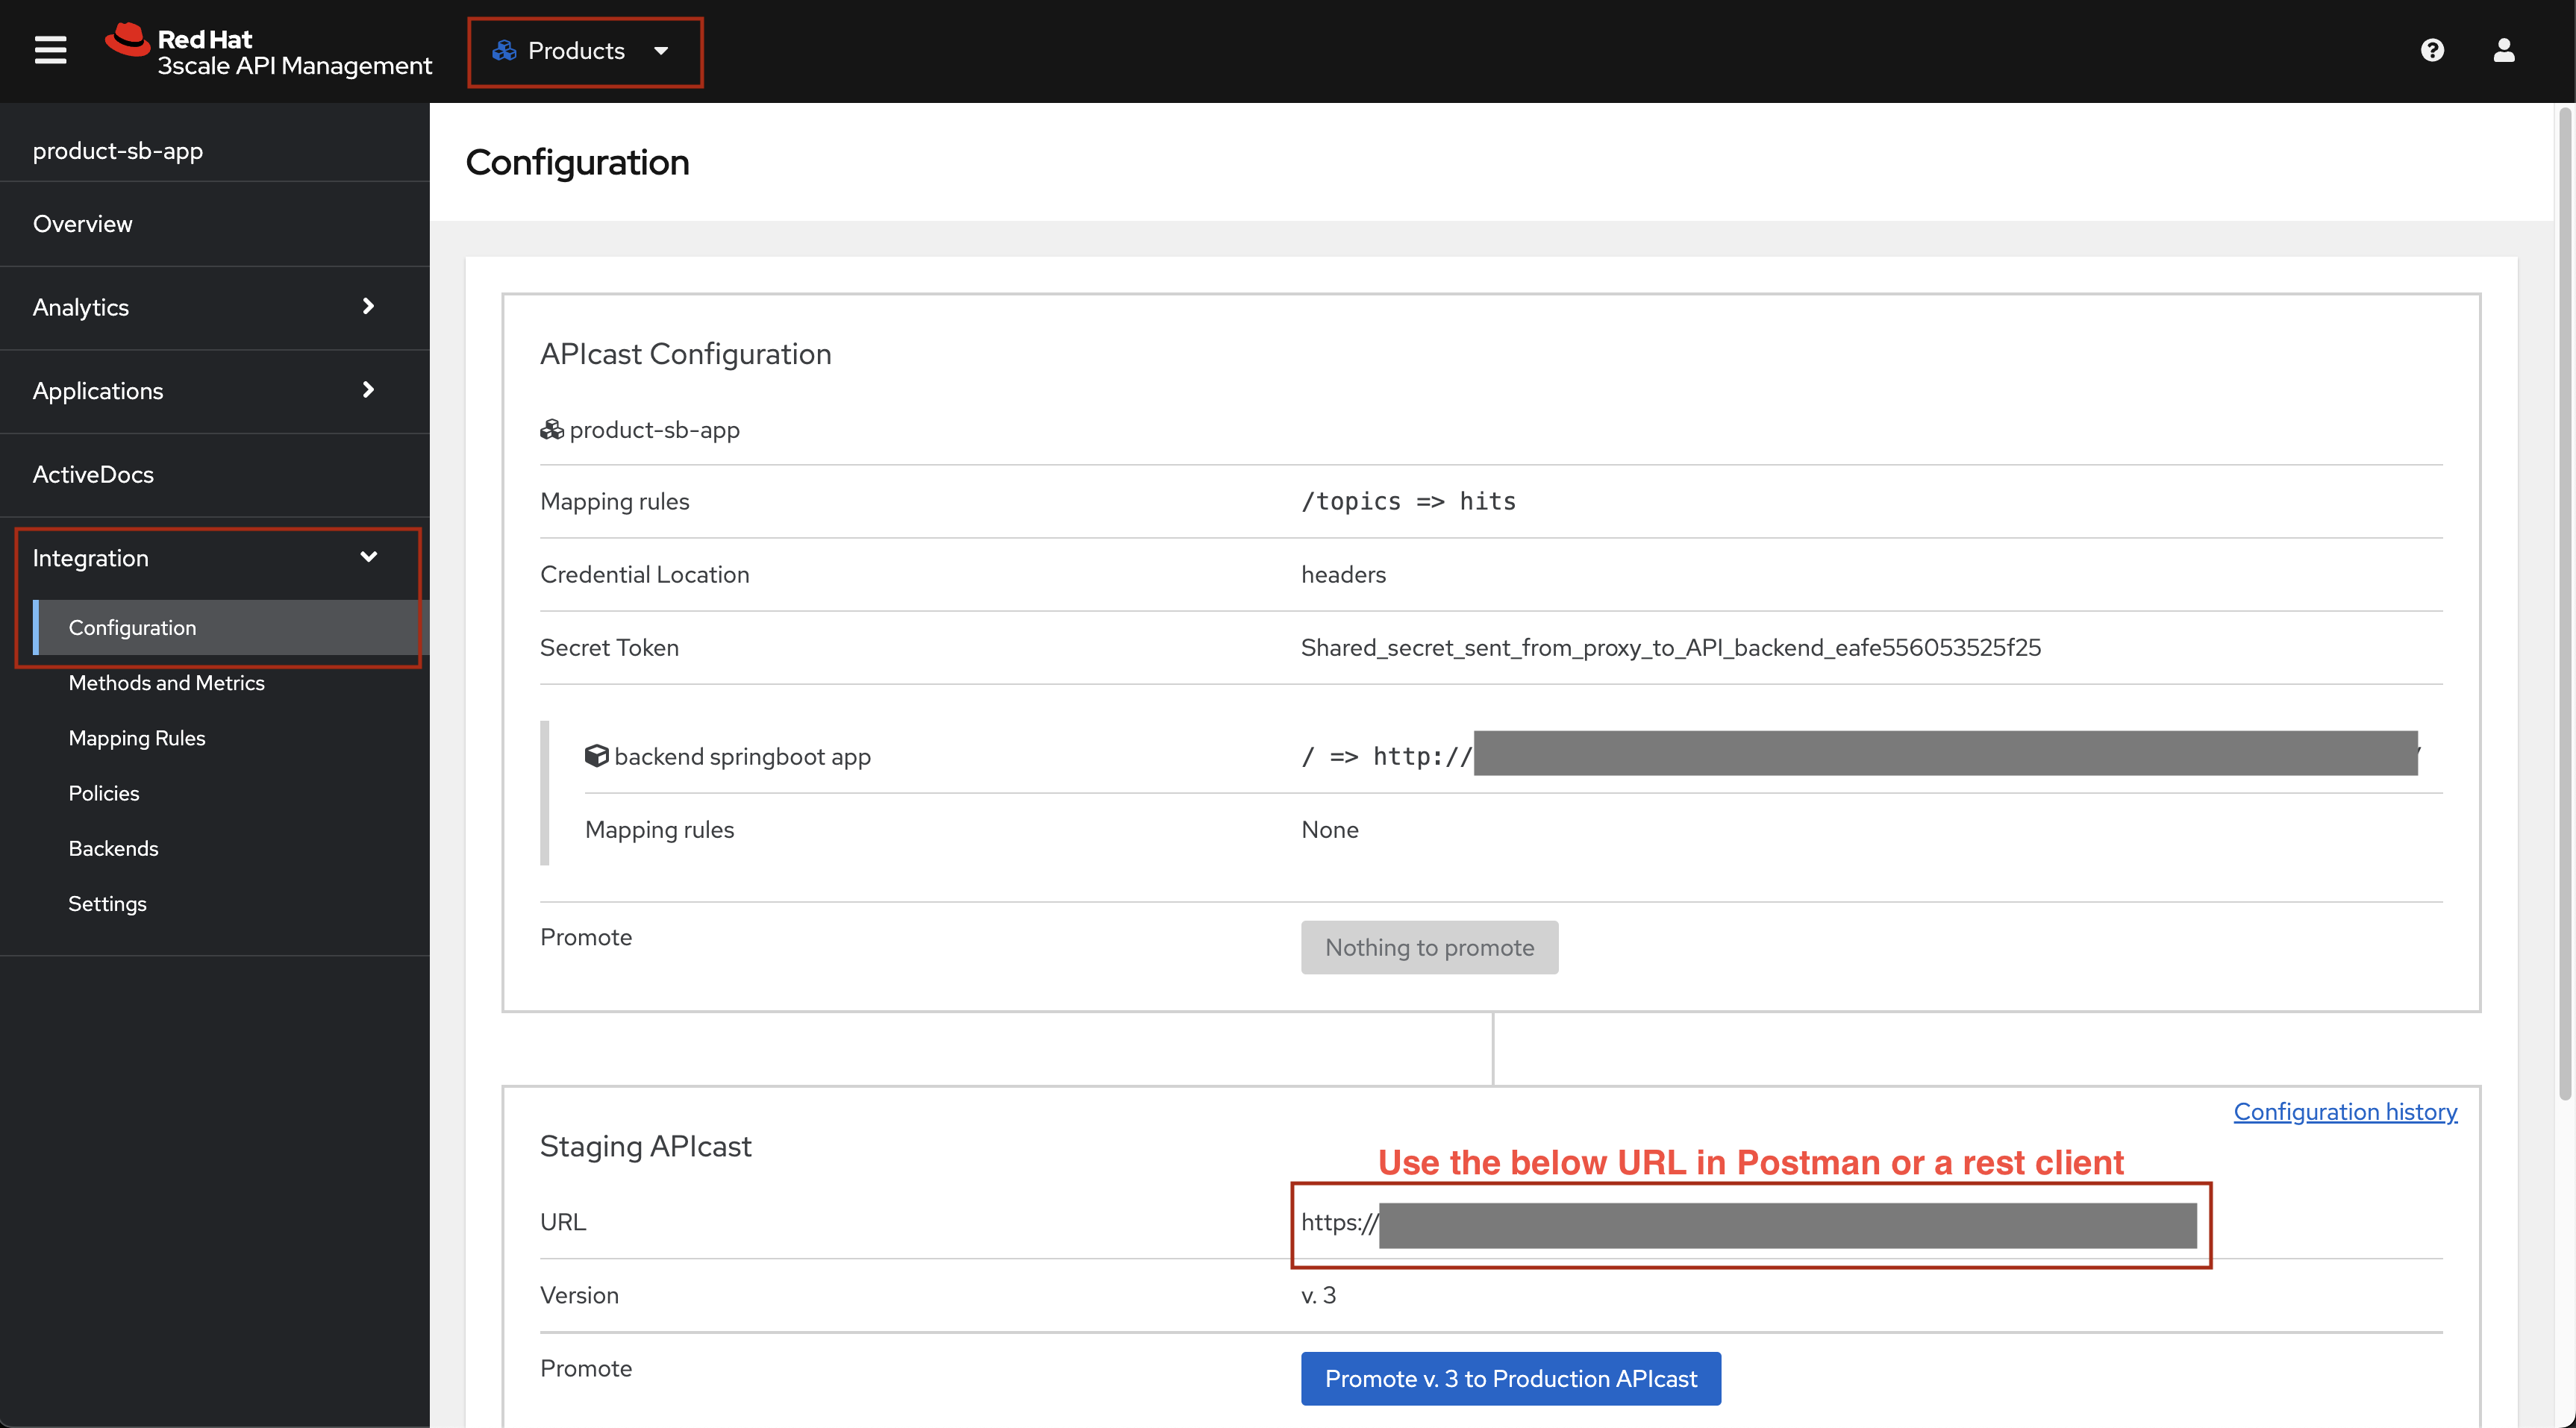 Red Hat
3scale API Management
Products
product-sb-app
Overview
Analytics
Applications
ActiveDocs
Integration
Configuration
Methods and Metrics
Mapping Rules
Policies
Backends
Settings
Configuration
APIcast Configuration
product-sb-app
Mapping rules /topics => hits
Credential Location headers
Secret Token Shared_secret_sent_from_proxy_to_API_backend_eafe556053525f25
backend springboot app / => http://
Mapping rules None
Promote Nothing to promote
Configuration history
Staging APIcast
Use the below URL in Postman or a rest client
URL https://
Version v. 3
Promote Promote v. 3 to Production APIcast